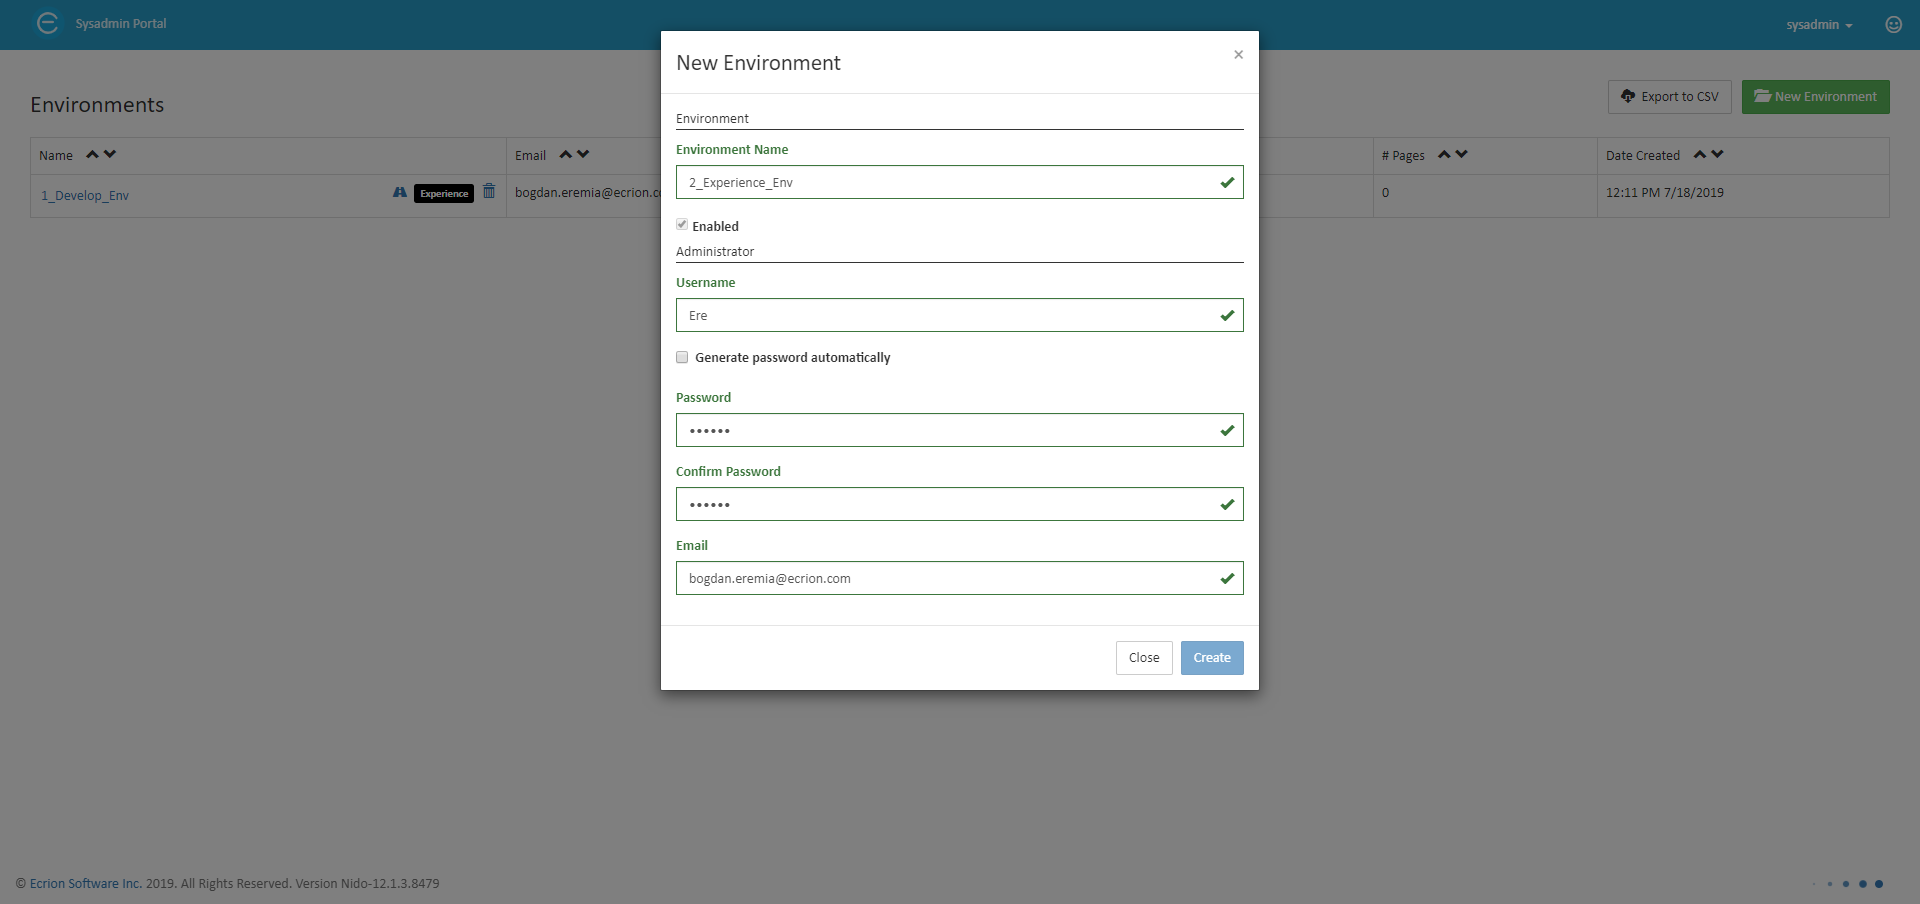 Sysadmin Portal
sysadmin
Environments
Export to CSV
New Environment
Name
Email
# Pages
Date Created
1_Develop_Env
Experience
bogdan.eremia@ecrion.c
0
12:11 PM 7/18/2019
New Environment
×
Environment
Environment Name
2_Experience_Env
Enabled
Administrator
Username
Ere
Generate password automatically
Password
••••••
Confirm Password
••••••
Email
bogdan.eremia@ecrion.com
Close
Create
© Ecrion Software Inc. 2019. All Rights Reserved. Version Nido-12.1.3.8479